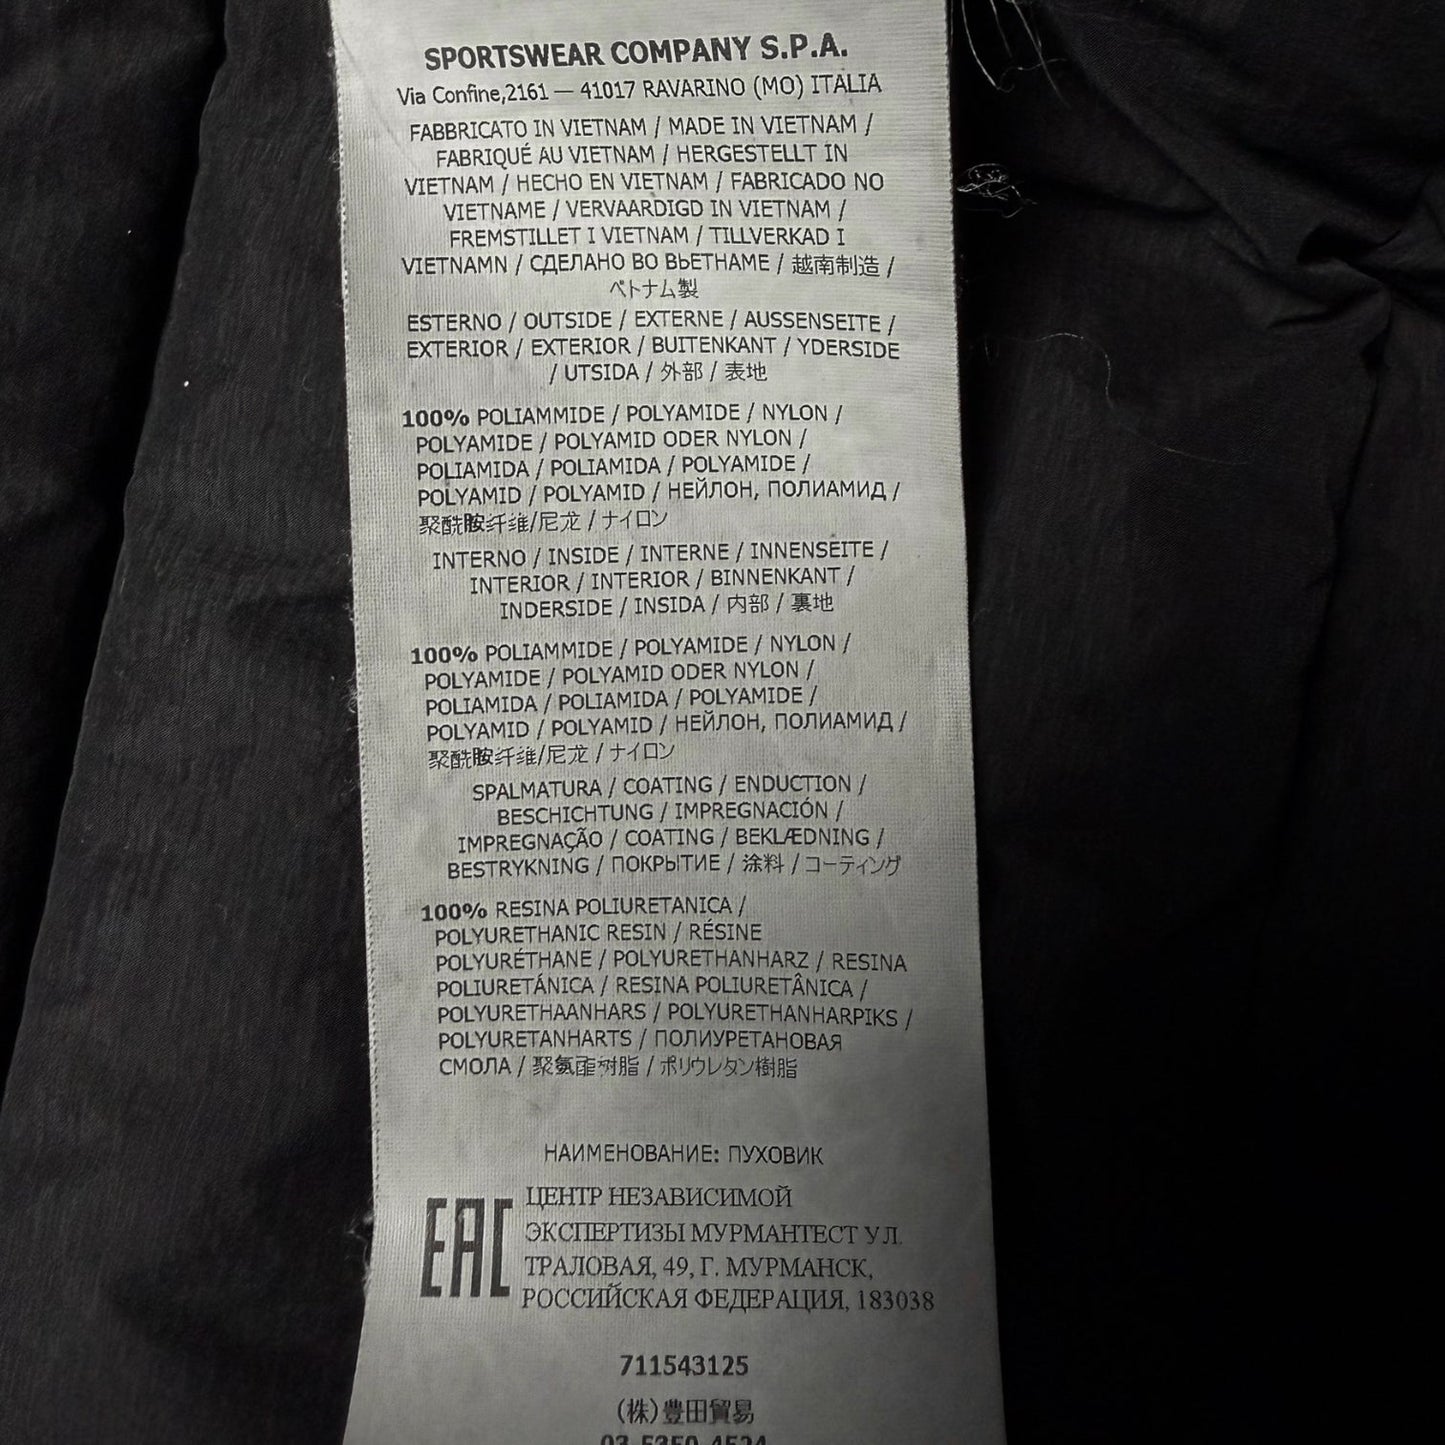 SPORTSWEAR COMPANY S.P.A.
Via Confine,2161 — 41017 RAVARINO (MO) ITALIA
FABBRICATO IN VIETNAM / MADE IN VIETNAM /
FABRIQUÉ AU VIETNAM / HERGESTELLT IN
VIETNAM / HECHO EN VIETNAM / FABRICADO NO
VIETNAME / VERVAARDIGD IN VIETNAM /
FREMSTILLET I VIETNAM / TILLVERKAD I
VIETNAMN / СДЕЛАНО ВО ВЬЕТНАМЕ / 越南制造 /
ベトナム製
ESTERNO / OUTSIDE / EXTERNE / AUSSENSEITE /
EXTERIOR / EXTERIOR / BUITENKANT / YDERSIDE
/ UTSIDA / 外部 / 表地
100% POLIAMMIDE / POLYAMIDE / NYLON /
POLYAMIDE / POLYAMID ODER NYLON /
POLIAMIDA / POLIAMIDA / POLYAMIDE /
POLYAMID / POLYAMID / НЕЙЛОН, ПОЛИАМИД /
聚酰胺纤维/尼龙 / ナイロン
INTERNO / INSIDE / INTERNE / INNENSEITE /
INTERIOR / INTERIOR / BINNENKANT /
INDERSIDE / INSIDA / 内部 / 裏地
100% POLIAMMIDE / POLYAMIDE / NYLON /
POLYAMIDE / POLYAMID ODER NYLON /
POLIAMIDA / POLIAMIDA / POLYAMIDE /
POLYAMID / POLYAMID / НЕЙЛОН, ПОЛИАМИД /
聚酰胺纤维/尼龙 / ナイロン
SPALMATURA / COATING / ENDUCTION /
BESCHICHTUNG / IMPREGNACIÓN /
IMPREGNAÇÃO / COATING / BEKLÆDNING /
BESTRYKNING / ПОКРЫТИЕ / 涂料 / コーティング
100% RESINA POLIURETANICA /
POLYURETHANIC RESIN / RÉSINE
POLYURÉTHANE / POLYURETHANHARZ / RESINA
POLIURETÁNICA / RESINA POLIURETÂNICA /
POLYURETHAANHARS / POLYURETHANHARPIKS /
POLYURETANHARTS / ПОЛИУРЕТАНОВАЯ
СМОЛА / 聚氨酯树脂 / ポリウレタン樹脂
НАИМЕНОВАНИЕ: ПУХОВИК
EAC ЦЕНТР НЕЗАВИСИМОЙ
ЭКСПЕРТИЗЫ МУРМАНТЕСТ УЛ.
ТРАЛОВАЯ, 49, Г. МУРМАНСК,
РОССИЙСКАЯ ФЕДЕРАЦИЯ, 183038
711543125
(株)豊田貿易
03-5350-4524